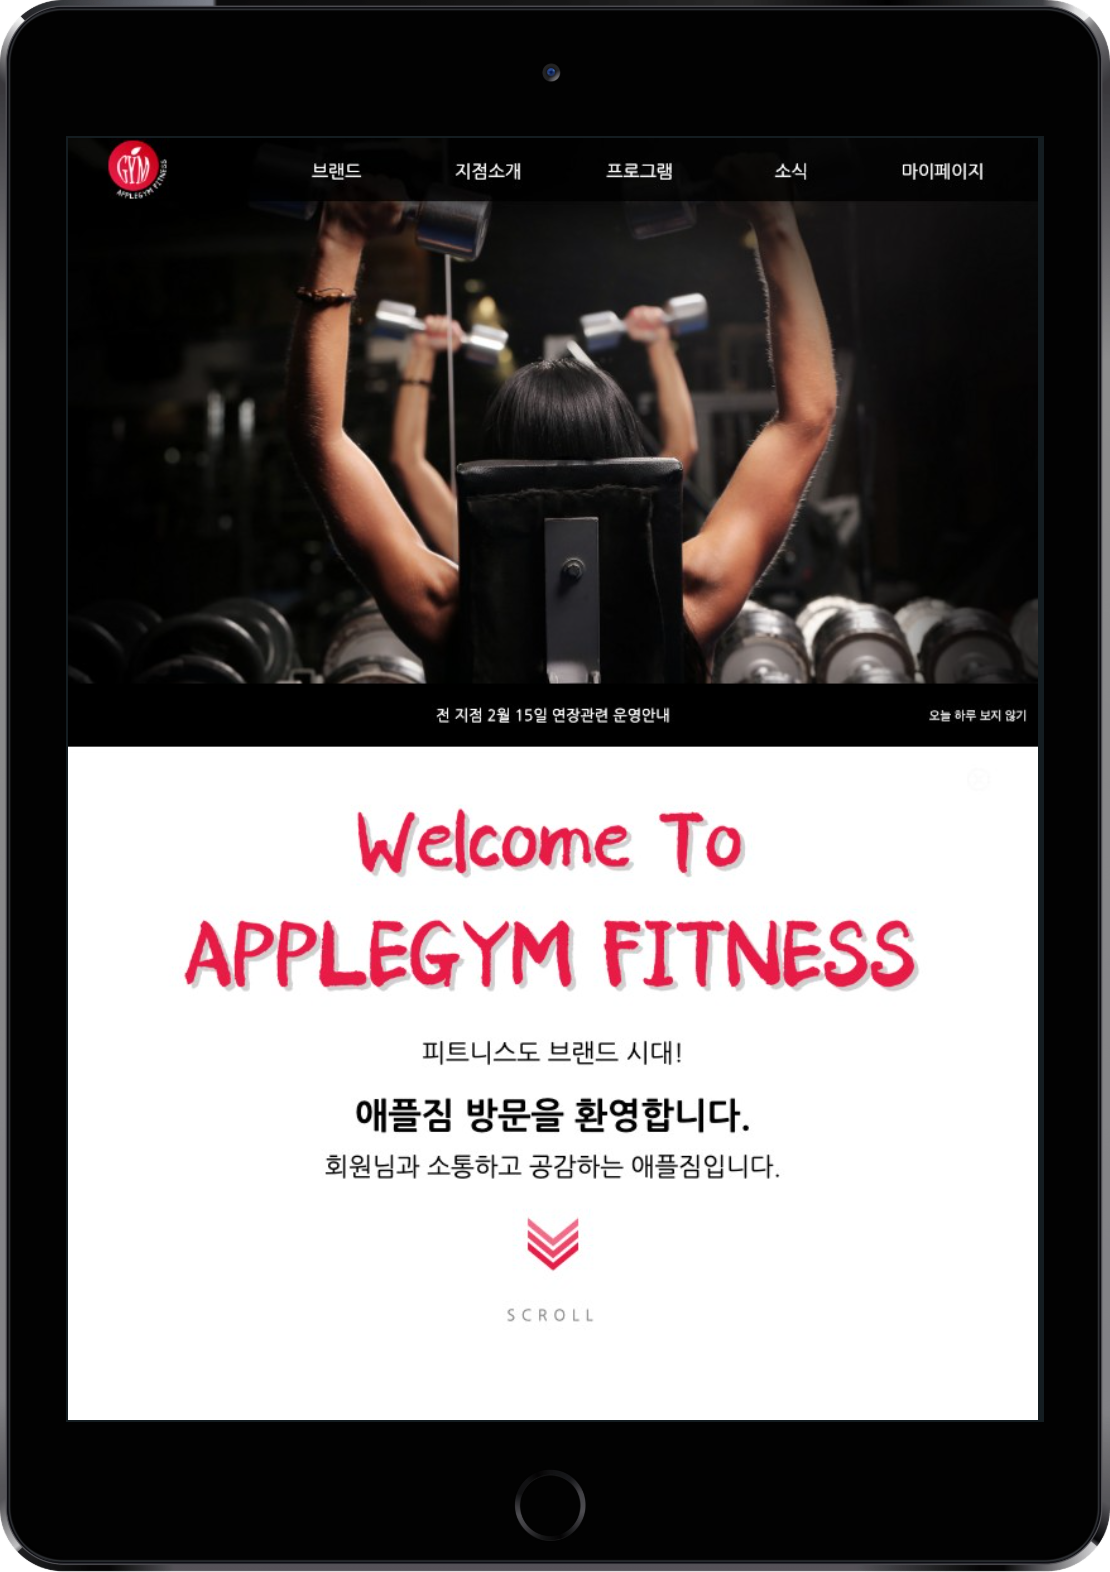 GYM
APPLEGYM FITNESS
브랜드 지점소개 프로그램 소식 마이페이지
전 지점 2월 15일 연장관련 운영안내 오늘 하루 보지 않기
Welcome To
APPLEGYM FITNESS
피트니스도 브랜드 시대!
애플짐 방문을 환영합니다.
회원님과 소통하고 공감하는 애플짐입니다.
SCROLL